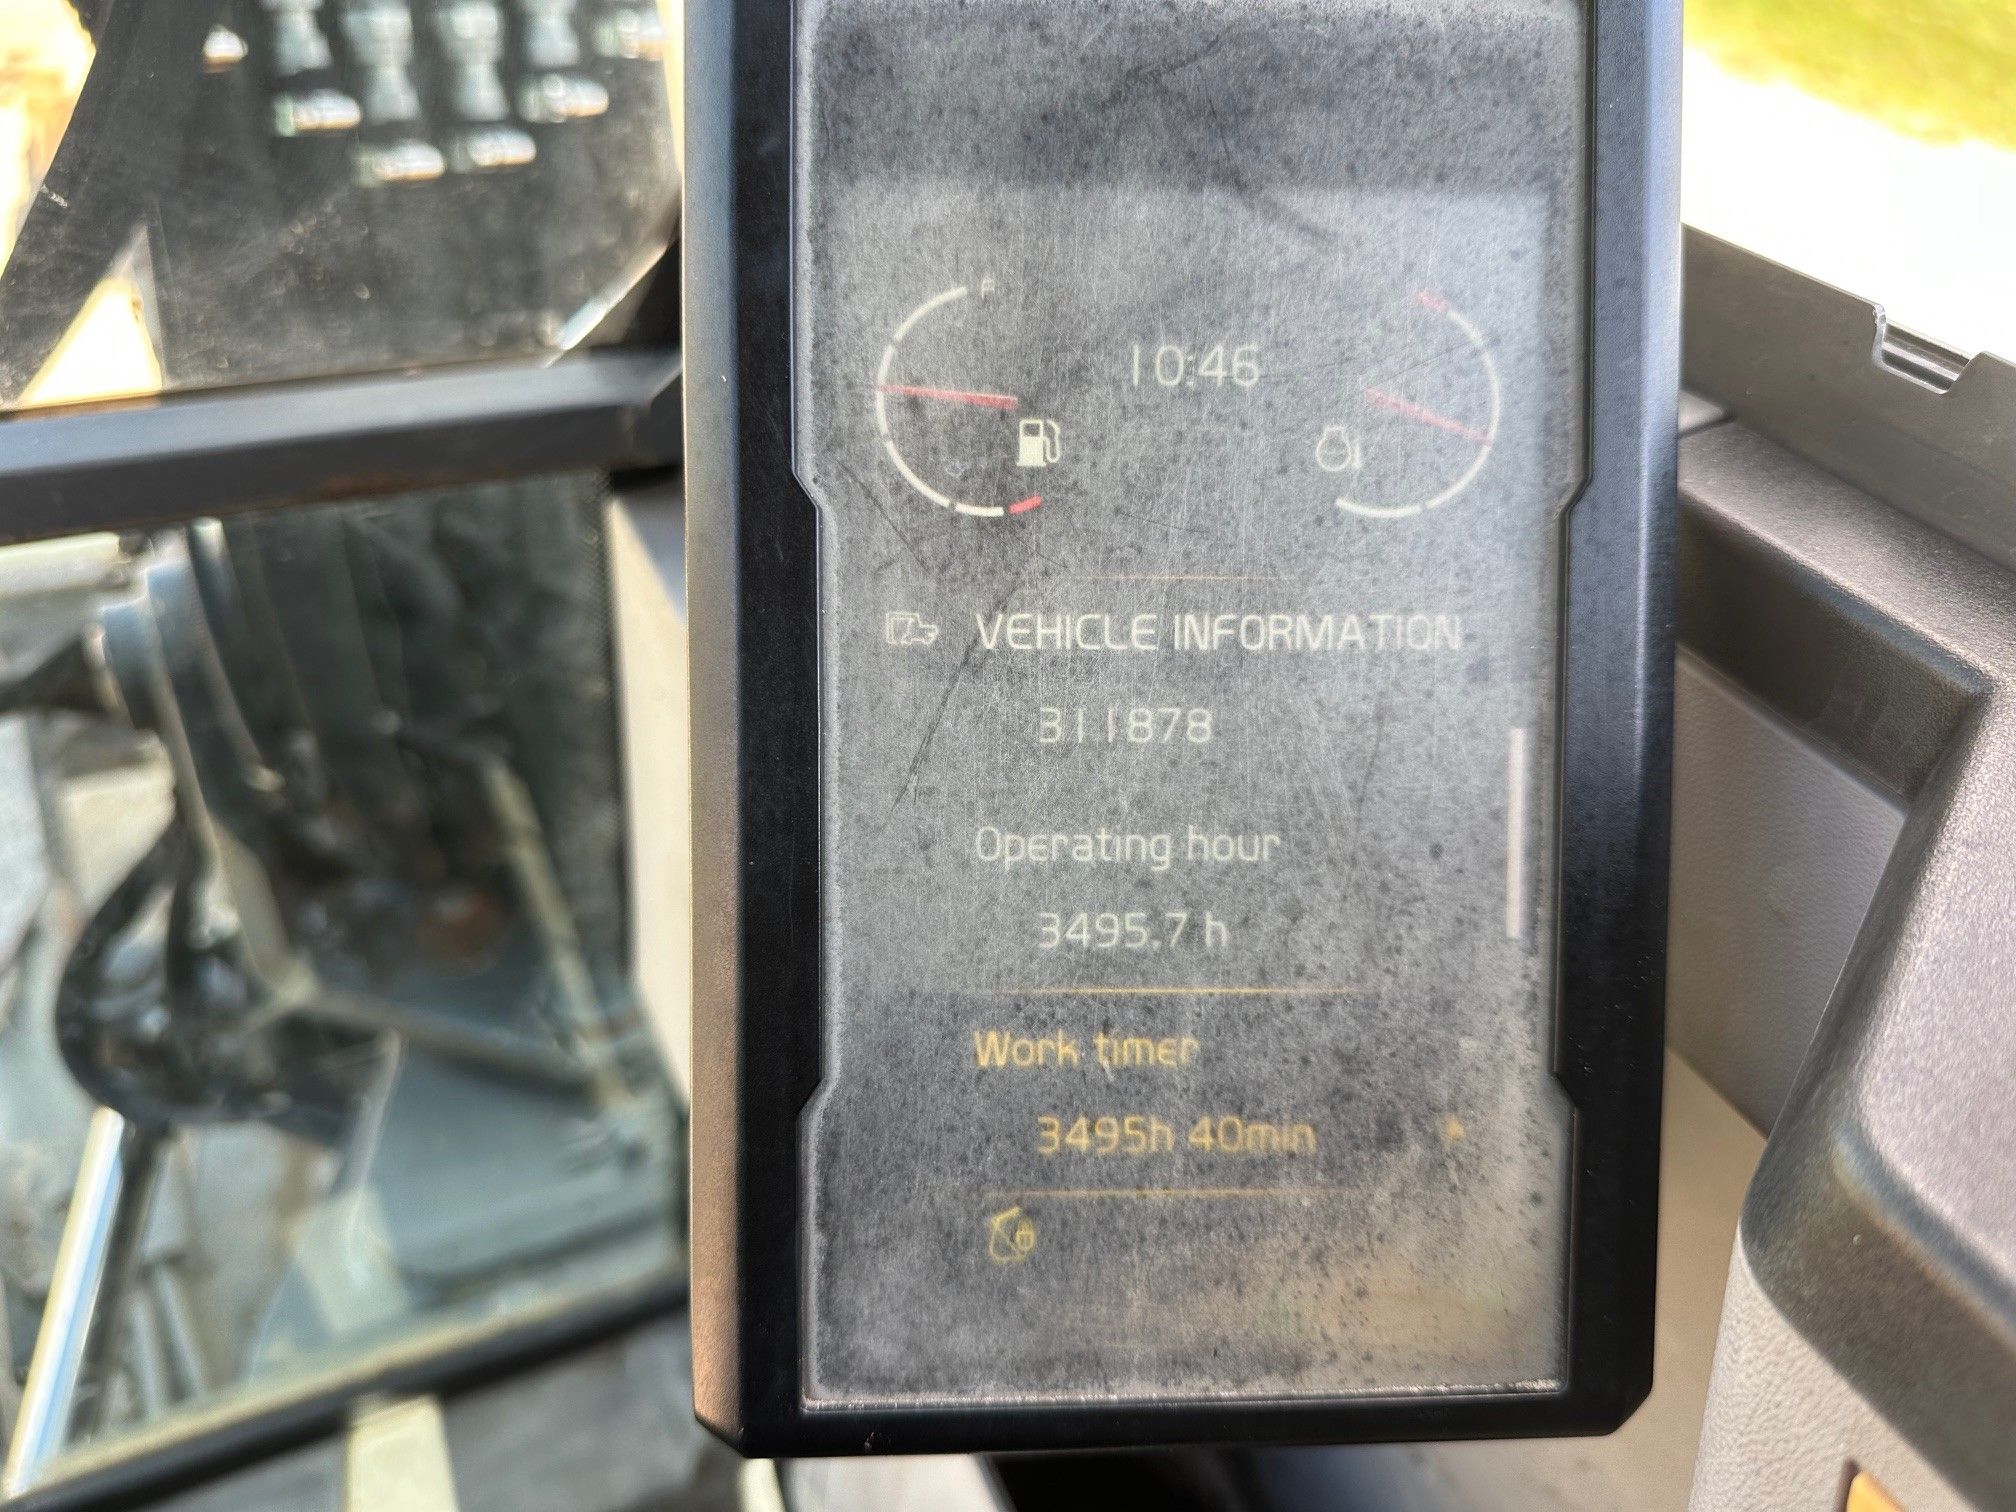 F
10:46
VEHICLE INFORMATION
311878
Operating hour
3495.7 h
Work timer
3495h 40min